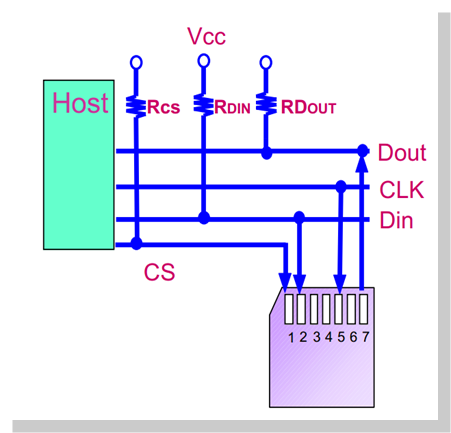 Vcc
Host
Rcs RDIN RDOUT
Dout
CLK
Din
CS
1 2 3 4 5 6 7